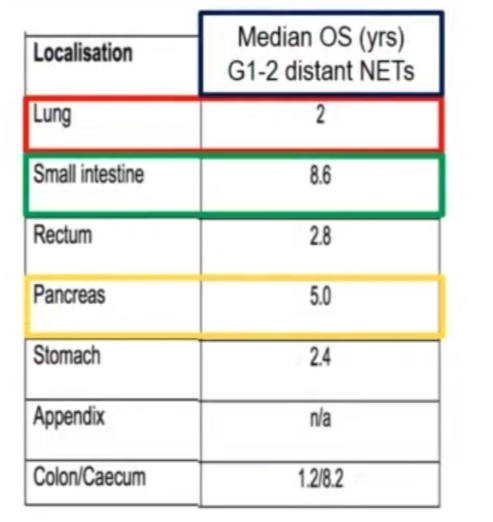 Localisation Median OS (yrs)
G1-2 distant NETs
Lung 2
Small intestine 8.6
Rectum 2.8
Pancreas 5.0
Stomach 2.4
Appendix n/a
Colon/Caecum 1.2/8.2